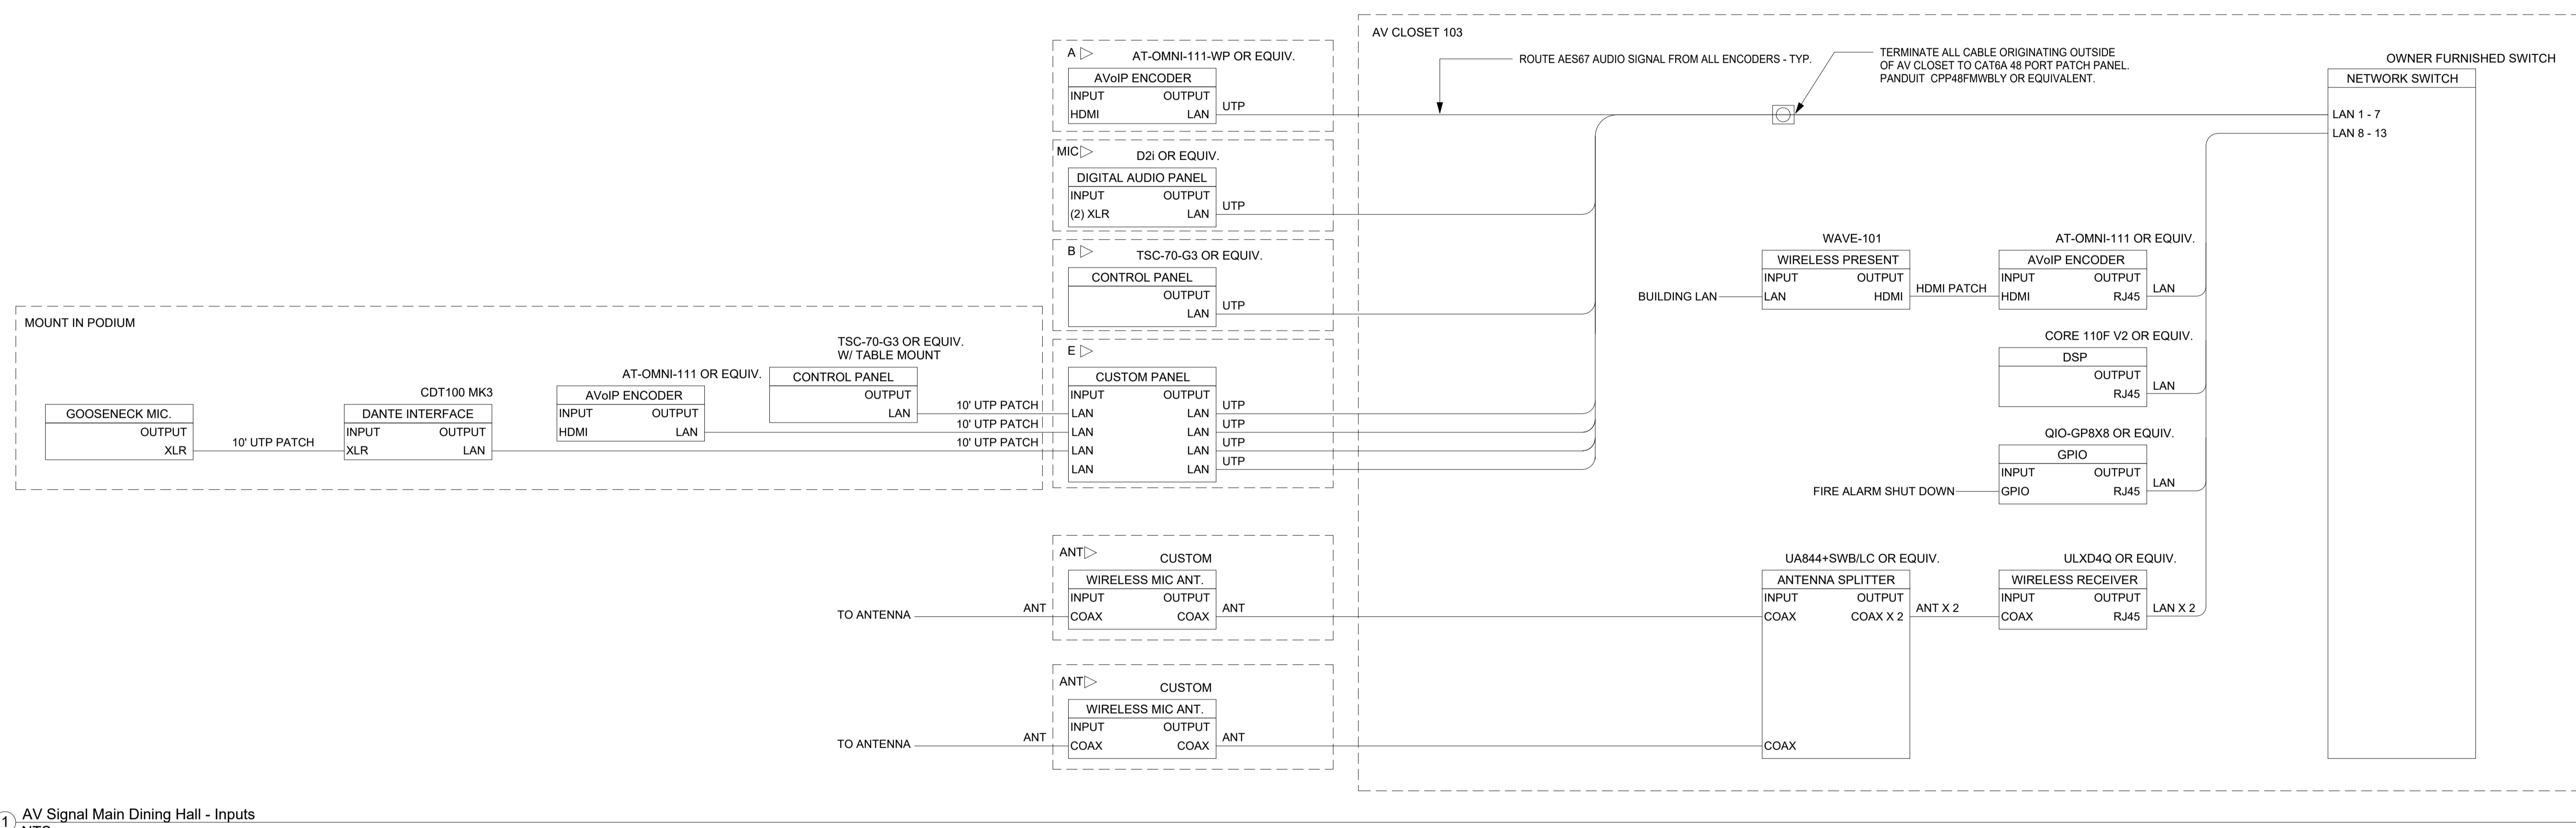 AV CLOSET 103
A
AT-OMNI-111-WP OR EQUIV.
AVoIP ENCODER
INPUT OUTPUT
HDMI LAN
UTP
ROUTE AES67 AUDIO SIGNAL FROM ALL ENCODERS - TYP.
TERMINATE ALL CABLE ORIGINATING OUTSIDE
OF AV CLOSET TO CAT6A 48 PORT PATCH PANEL.
PANDUIT CPP48FMWBLY OR EQUIVALENT.
OWNER FURNISHED SWITCH
NETWORK SWITCH
LAN 1 - 7
LAN 8 - 13
MIC
D2i OR EQUIV.
DIGITAL AUDIO PANEL
INPUT OUTPUT
(2) XLR LAN
UTP
B
TSC-70-G3 OR EQUIV.
CONTROL PANEL
OUTPUT
LAN
UTP
WAVE-101
WIRELESS PRESENT
INPUT OUTPUT
BUILDING LAN
LAN HDMI
HDMI PATCH
AT-OMNI-111 OR EQUIV.
AVoIP ENCODER
INPUT OUTPUT
HDMI RJ45
LAN
MOUNT IN PODIUM
GOOSENECK MIC.
OUTPUT
XLR
10' UTP PATCH
CDT100 MK3
DANTE INTERFACE
INPUT OUTPUT
XLR LAN
AT-OMNI-111 OR EQUIV.
AVoIP ENCODER
INPUT OUTPUT
HDMI LAN
TSC-70-G3 OR EQUIV.
W/ TABLE MOUNT
CONTROL PANEL
OUTPUT
LAN
10' UTP PATCH
10' UTP PATCH
10' UTP PATCH
E
CUSTOM PANEL
INPUT OUTPUT
LAN LAN
LAN LAN
LAN LAN
LAN LAN
UTP
UTP
UTP
UTP
CORE 110F V2 OR EQUIV.
DSP
OUTPUT
RJ45
LAN
QIO-GP8X8 OR EQUIV.
GPIO
INPUT OUTPUT
FIRE ALARM SHUT DOWN
GPIO RJ45
LAN
ANT
CUSTOM
WIRELESS MIC ANT.
INPUT OUTPUT
TO ANTENNA
ANT
COAX COAX
ANT
UA844+SWB/LC OR EQUIV.
ANTENNA SPLITTER
INPUT OUTPUT
COAX COAX X 2
ANT X 2
ULXD4Q OR EQUIV.
WIRELESS RECEIVER
INPUT OUTPUT
COAX RJ45
LAN X 2
ANT
CUSTOM
WIRELESS MIC ANT.
INPUT OUTPUT
TO ANTENNA
ANT
COAX COAX
ANT
COAX
1
AV Signal Main Dining Hall - Inputs